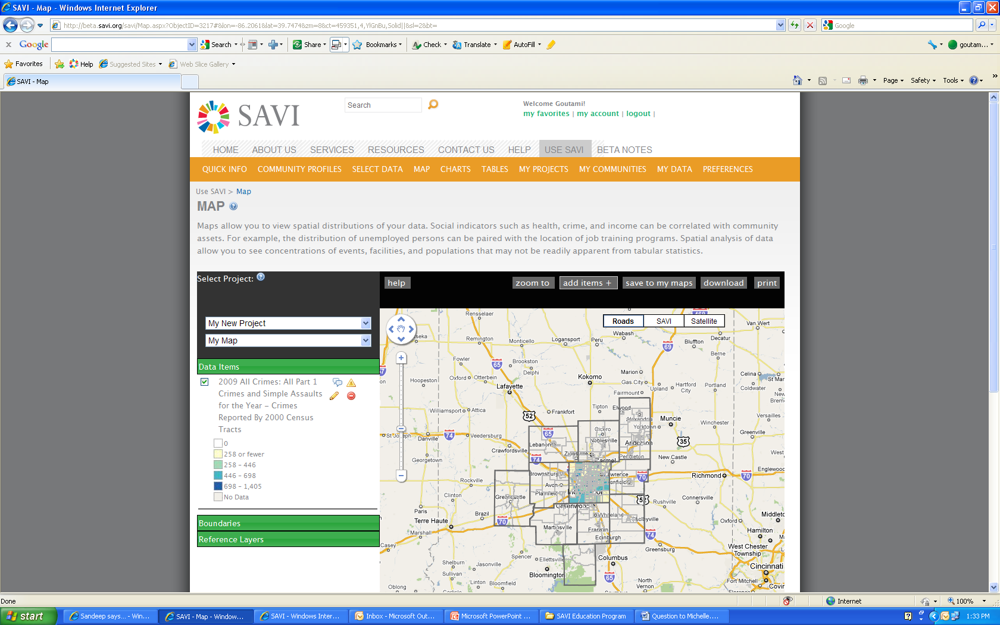 SAVI - Map - Windows Internet Explorer
http://beta.savi.org/savi/Map.aspx?ObjectID=3217#&lon=-86.2061&lat=39.7474&zm=8&ct=459351,4,YlGnBu,Solid||&sl=2&bt=
Google
x Google Search Share Bookmarks Check Translate AutoFill goutam...
Favorites Help Suggested Sites Web Slice Gallery
SAVI - Map Page Safety Tools »
SAVI
Search
Welcome Goutami!
my favorites | my account | logout |
HOME ABOUT US SERVICES RESOURCES CONTACT US HELP USE SAVI BETA NOTES
QUICK INFO COMMUNITY PROFILES SELECT DATA MAP CHARTS TABLES MY PROJECTS MY COMMUNITIES MY DATA PREFERENCES
Use SAVI > Map
MAP ?
Maps allow you to view spatial distributions of your data. Social indicators such as health, crime, and income can be correlated with community
assets. For example, the distribution of unemployed persons can be paired with the location of job training programs. Spatial analysis of data
allow you to see concentrations of events, facilities, and populations that may not be readily apparent from tabular statistics.
Select Project: ?
help zoom to add items + save to my maps download print
My New Project
My Map
Data Items
2009 All Crimes: All Part 1
Crimes and Simple Assaults
for the Year - Crimes
Reported By 2000 Census
Tracts
0
258 or fewer
258 - 446
446 - 698
698 - 1,405
No Data
Boundaries
Reference Layers
Roads SAVI Satellite
Rensselaer
Van Wert
Wabash
Decatur
Remington
Monticello
Logansport
Peru
Bluffton
69
Berne
Fowler
65
Brookston
Delphi
Hoopeston
Oxford
Otterbein
Kokomo
Marion
Gas City
Upland
Hartford
City
Portland
Celina
St Mar
Coldwater
New
Bremen
Lafayette
Fairmount
Williamsport
Attica
52
Frankfort
Tipton
Elwood
Alexandria
Muncie
Winchester
Versailles
Yorktown
Greenville
St Joseph
Danville
74
Veedersburg
65
Cicero
Noblesville
Anderson
35
Lebanon
Crawfordsville
Zionsville
Carmel
Pendleton
New Castle
Georgetown
74
Brownsburg
Lawrence
70
Richmond
70
Englewood
Rockville
Avon
Plainfield
Clinton
Greencastle
Greenwood
Connersville
Rushville
Paris
Brazil
Whiteland
Shelbyville
Oxford
Middleto
Terre Haute
70
Martinsville
Franklin
74
Hamilton
Marshall
Edinburgh
Greensburg
West Chester
Township
Casey
Spencer
Ellettsville
Columbus
Shelburn
Sullivan
Jasonville
Bloomington
65
Cincinnati
Fort Mitchell
Covin
Oblong
Linton
Bloomfield
North
Vernon
Done Internet 100%
start Sandeep says... - Win... SAVI - Map - Window... SAVI - Windows Inter... Inbox - Microsoft Out... Microsoft PowerPoint ... SAVI Education Program Question to Michelle.... 1:33 PM